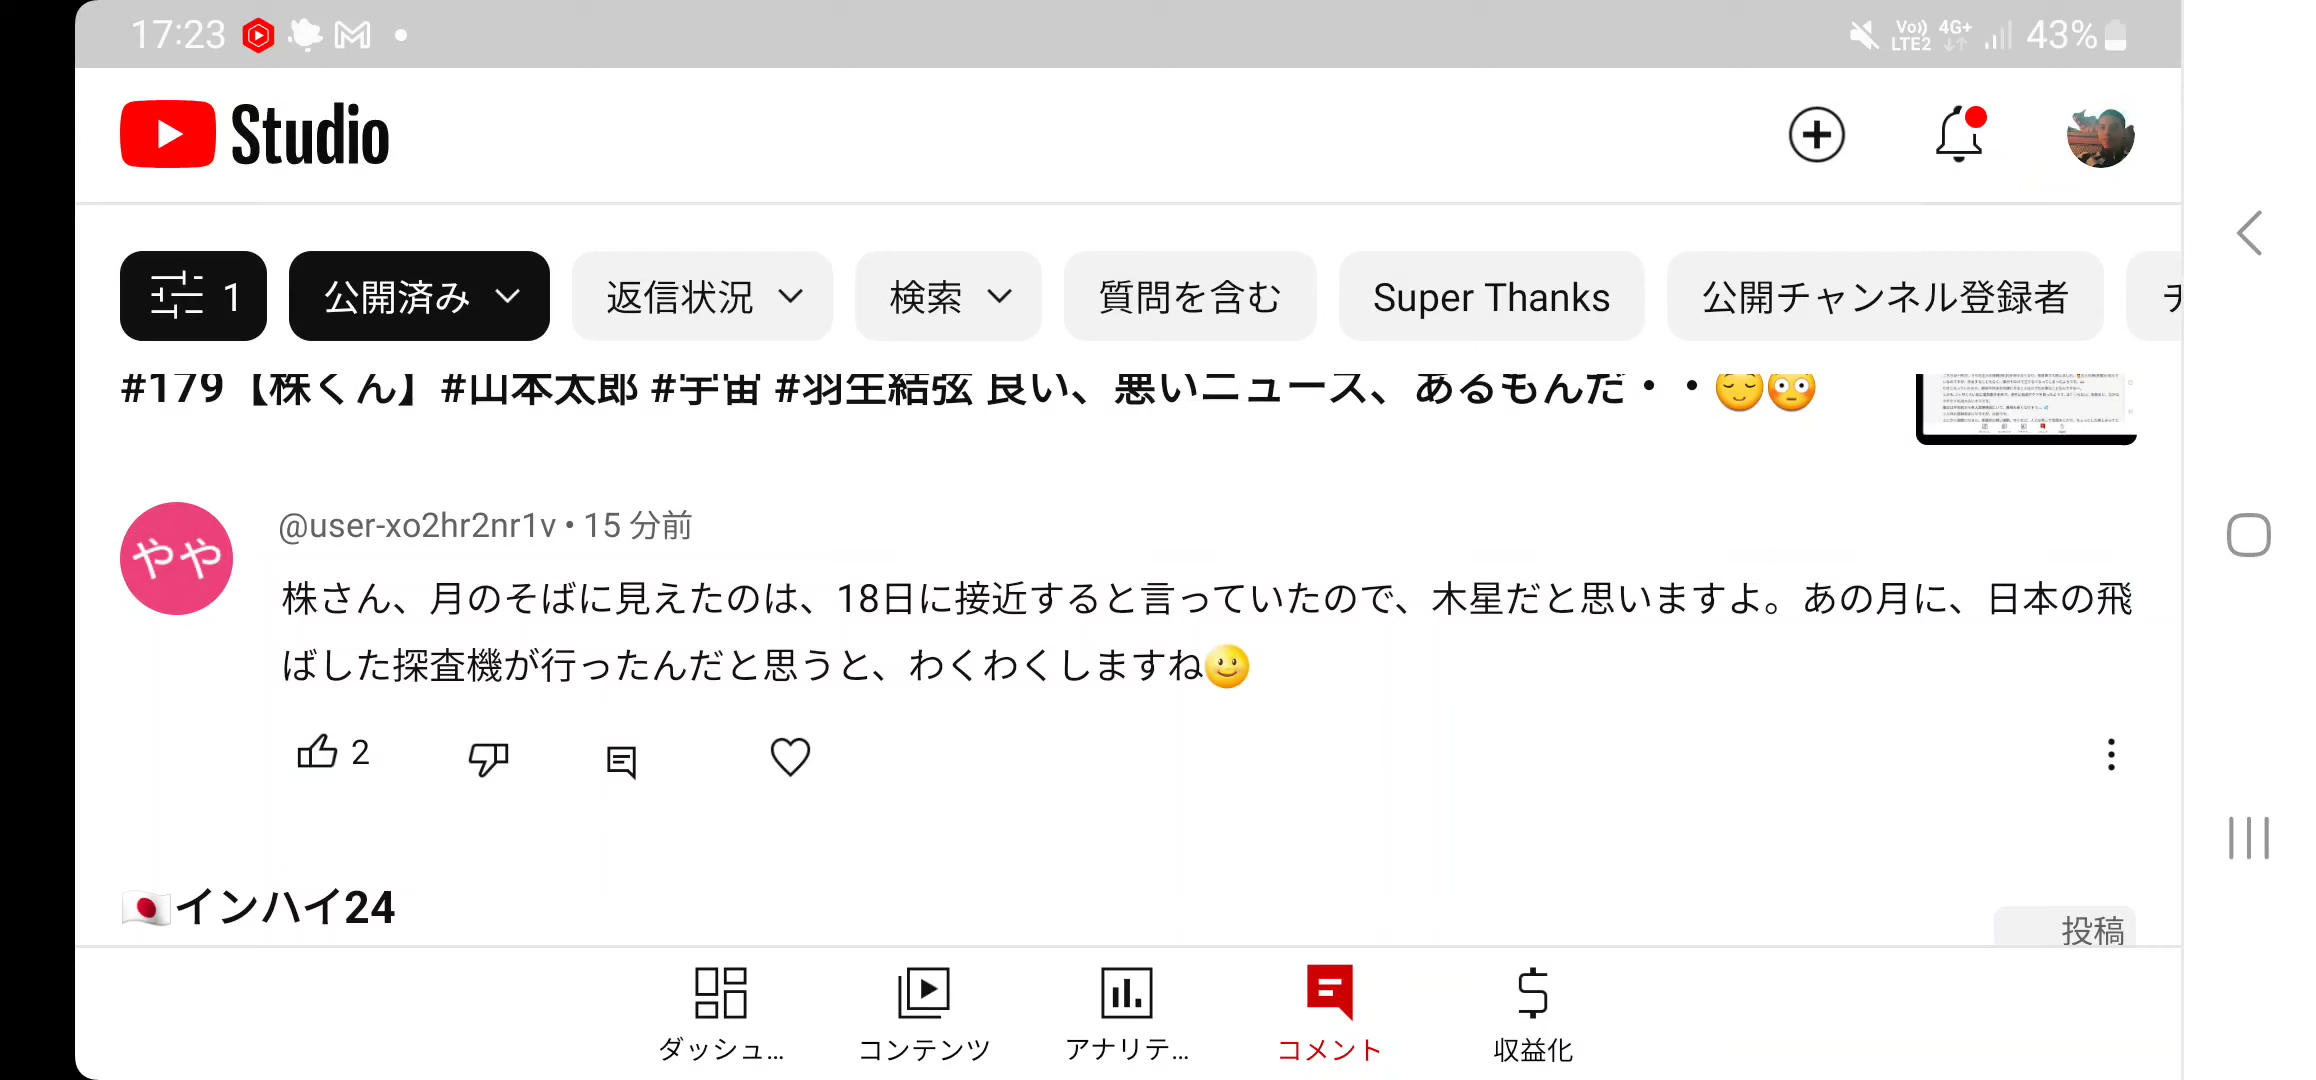 17:23
Vo)) LTE2 4G+ 43%
Studio
1 公開済み 返信状況 検索 質問を含む Super Thanks 公開チャンネル登録者
#179【株くん】#山本太郎 #宇宙 #羽生結弦 良い、悪いニュース、あるもんだ・・😌😳
やや
@user-xo2hr2nr1v • 15 分前
株さん、月のそばに見えたのは、18日に接近すると言っていたので、木星だと思いますよ。あの月に、日本の飛
ばした探査機が行ったんだと思うと、わくわくしますね🌝
2
🇯🇵インハイ24
投稿
ダッシュ... コンテンツ アナリテ... コメント 収益化